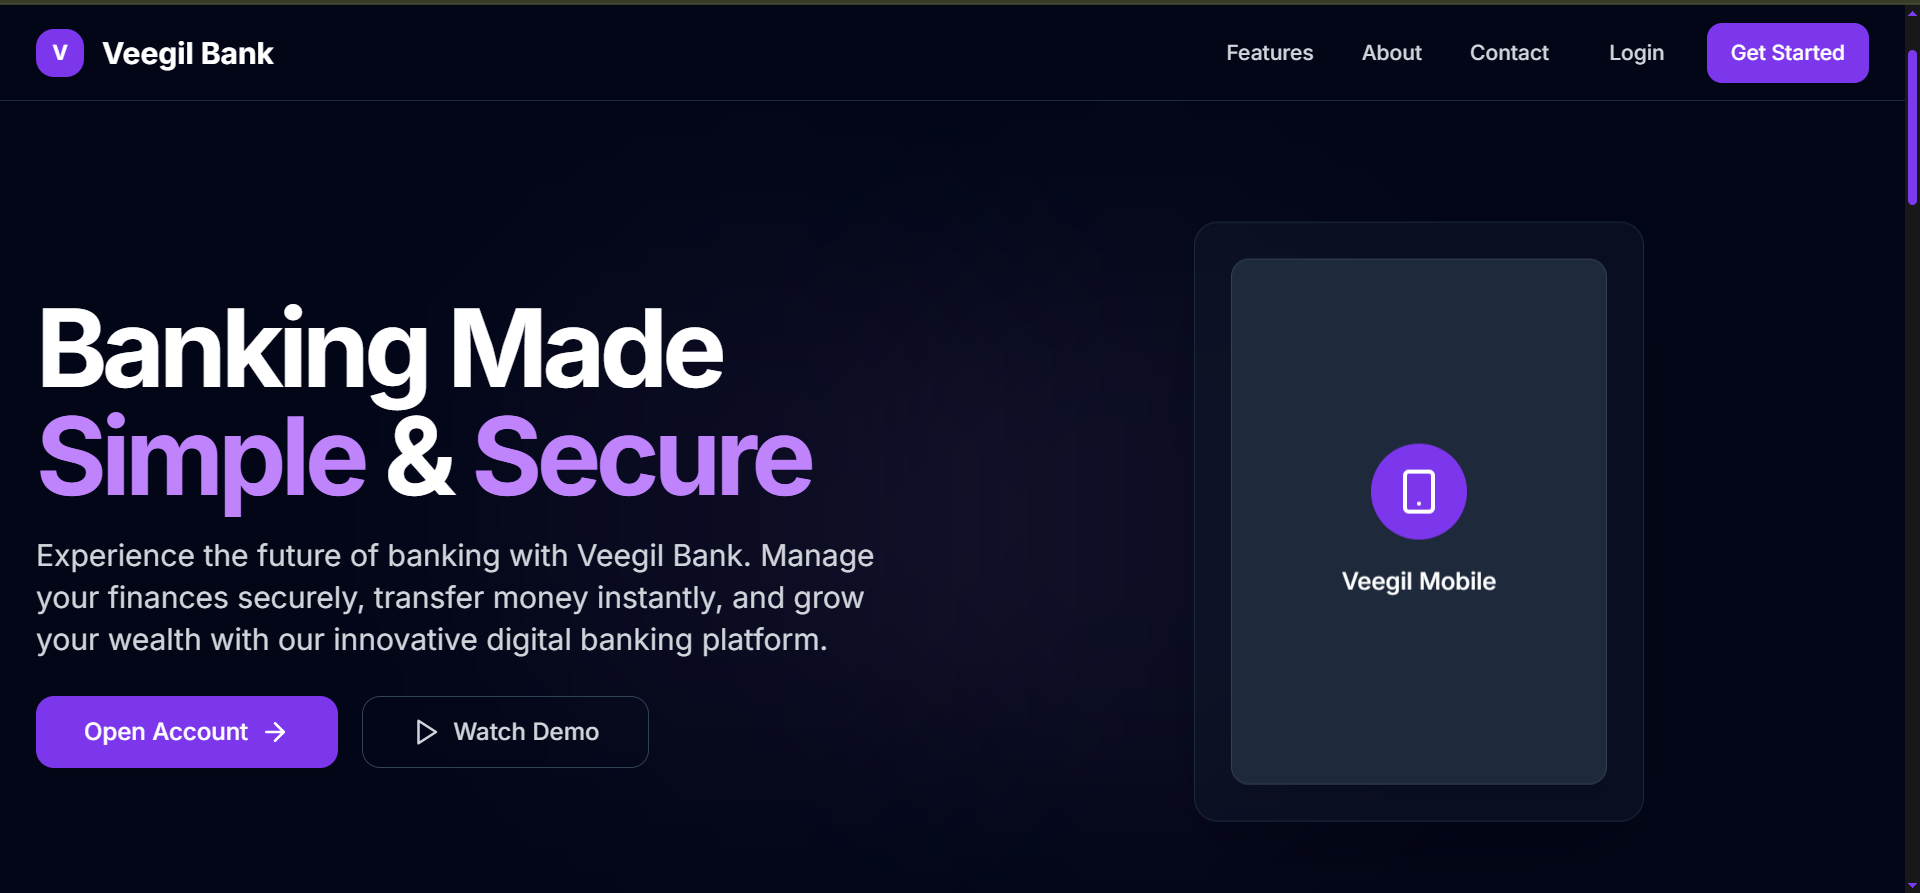 V
Veegil Bank
Features
About
Contact
Login
Get Started
Banking Made
Simple & Secure
Experience the future of banking with Veegil Bank. Manage
your finances securely, transfer money instantly, and grow
your wealth with our innovative digital banking platform.
Open Account →
Watch Demo
Veegil Mobile